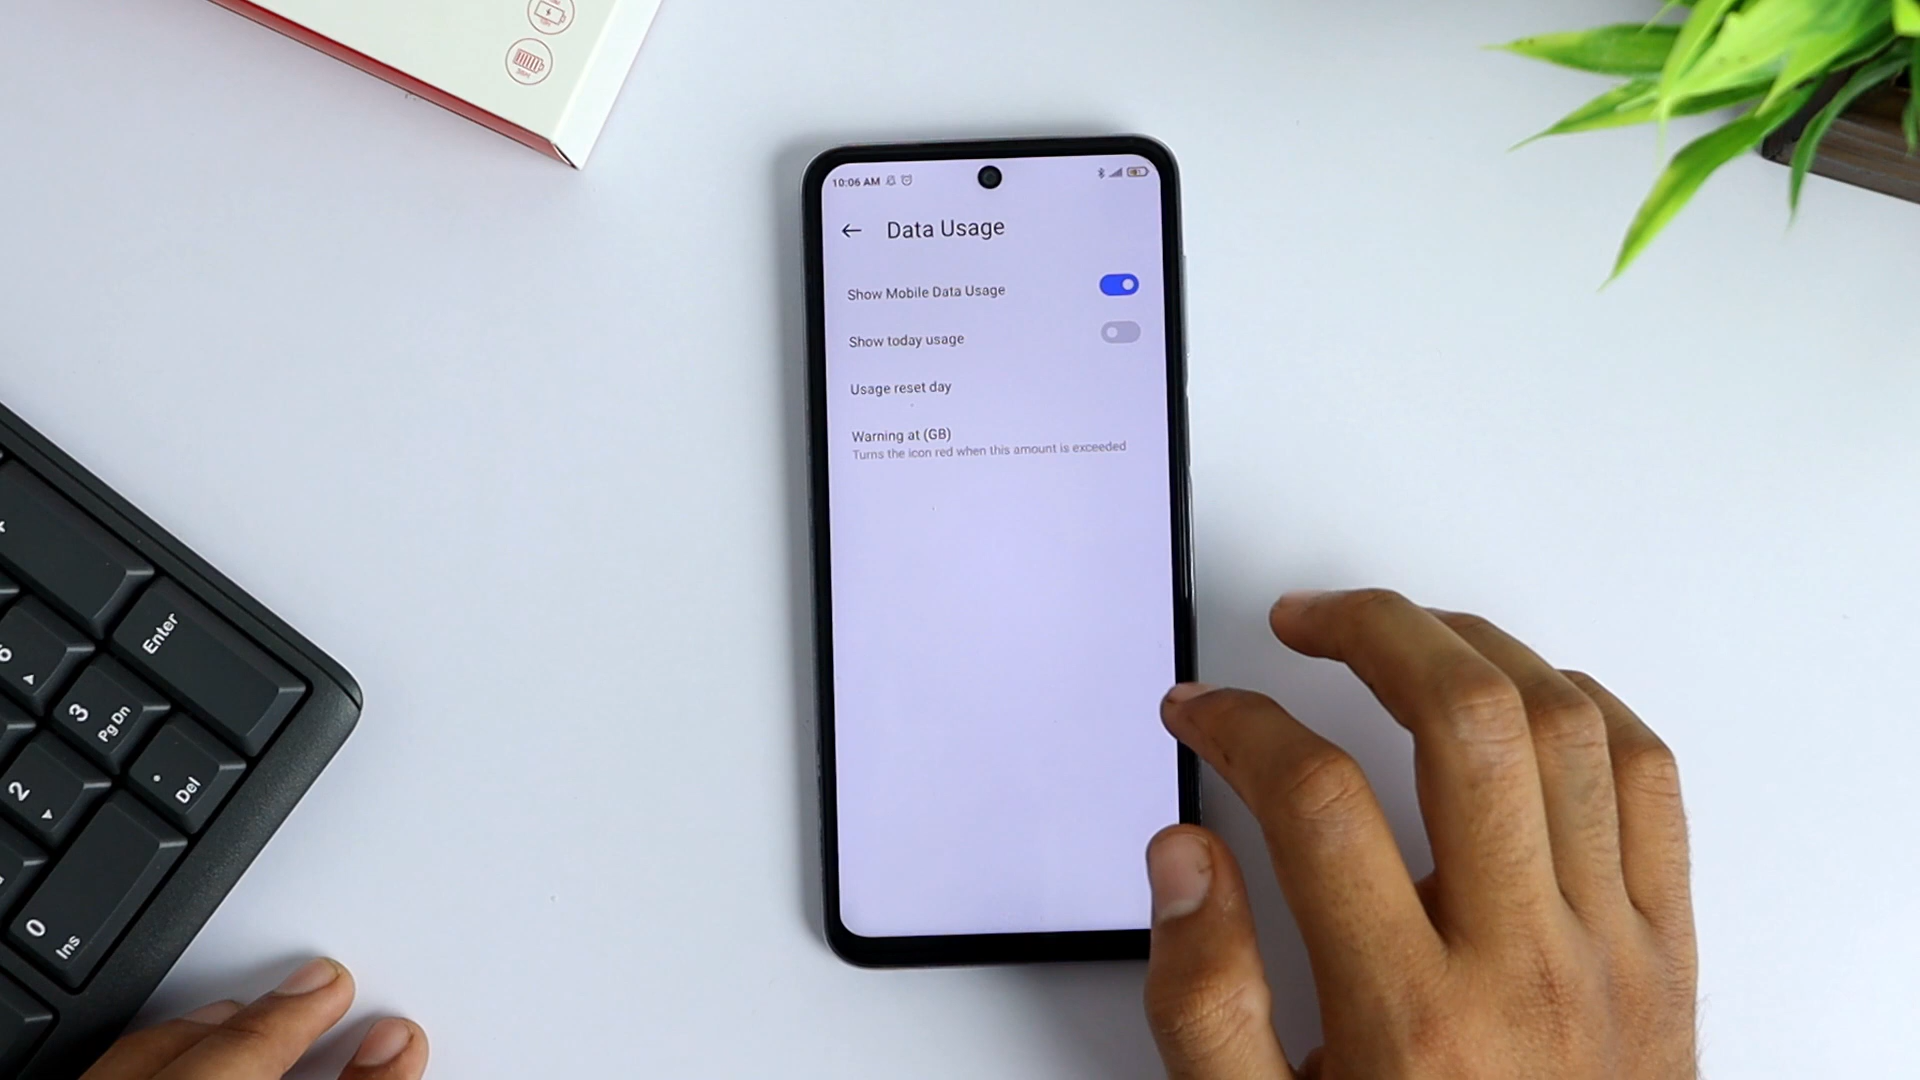 10:06 AM
Data Usage
Show Mobile Data Usage
Show today usage
Usage reset day
Warning at (GB)
Turns the icon red when this amount is exceeded
Enter
3
Pg Dn
Del
2
0
Ins